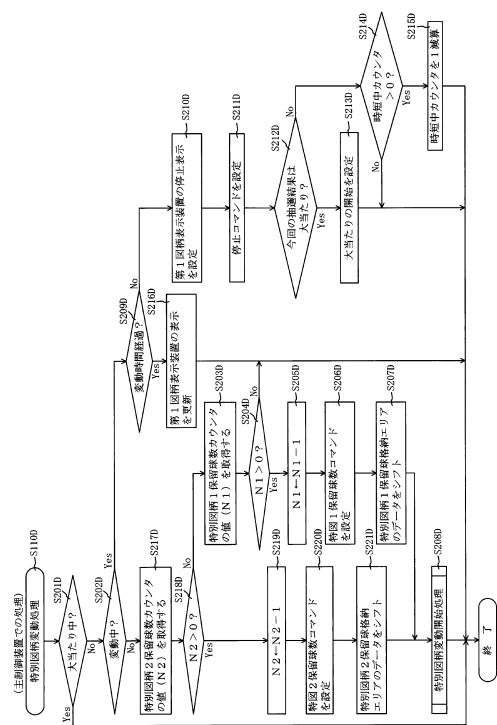 (主制御装置での処理)
特別図柄変動処理
S110D
S201D
大当たり中?
Yes
No
S202D
変動中?
Yes
No
S217D
特別図柄2保留球数カウンタ
の値(N2)を取得する
S218D
N2>0?
No
Yes
S219D
N2←N2-1
S220D
特図2保留球数コマンド
を設定
S221D
特別図柄2保留球格納
エリアのデータをシフト
S203D
特別図柄1保留球数カウンタ
の値(N1)を取得する
S204D
N1>0?
No
Yes
S205D
N1←N1-1
S206D
特図1保留球数コマンド
を設定
S207D
特別図柄1保留球格納エリア
のデータをシフト
S208D
特別図柄変動開始処理
S209D
変動時間経過?
No
Yes
S216D
第1図柄表示装置の表示
を更新
S210D
第1図柄表示装置の停止表示
を設定
S211D
停止コマンドを設定
S212D
今回の抽選結果は
大当たり?
No
Yes
S213D
大当たりの開始を設定
S214D
時短中カウンタ
>0?
No
Yes
S215D
時短中カウンタを1減算
終了